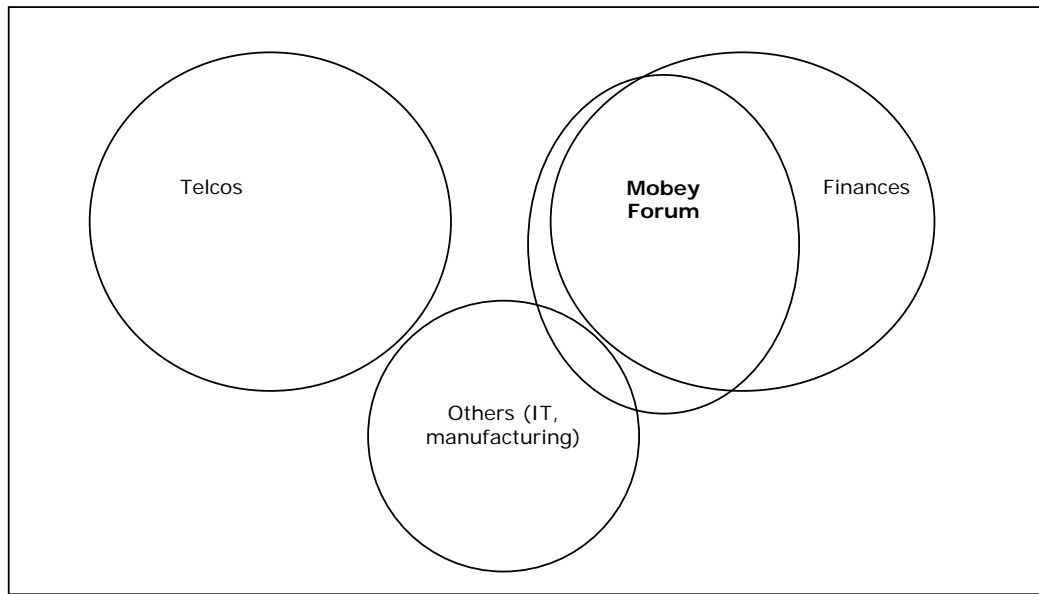 Telcos
Mobey
Forum
Finances
Others (IT,
manufacturing)